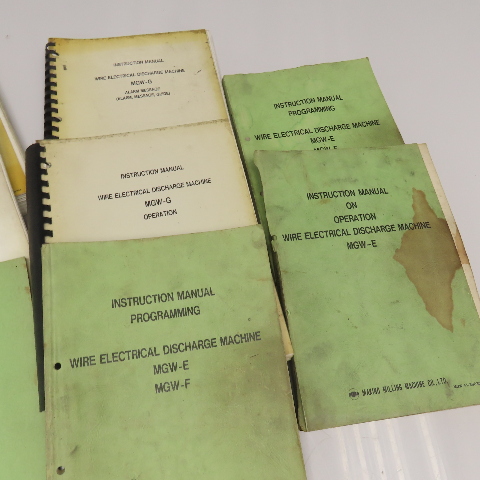 INSTRUCTION MANUAL
WIRE ELECTRICAL DISCHARGE MACHINE
MGW-G
INSTRUCTION MANUAL
WIRE ELECTRICAL DISCHARGE MACHINE
MGW-G
OPERATION
INSTRUCTION MANUAL
PROGRAMMING
WIRE ELECTRICAL DISCHARGE MACHINE
MGW-E
MGW-F
INSTRUCTION MANUAL
PROGRAMMING
WIRE ELECTRICAL DISCHARGE MACHINE
MGW-E
INSTRUCTION MANUAL
ON
OPERATION
WIRE ELECTRICAL DISCHARGE MACHINE
MGW-E
MAKINO MILLING MACHINE CO., LTD.